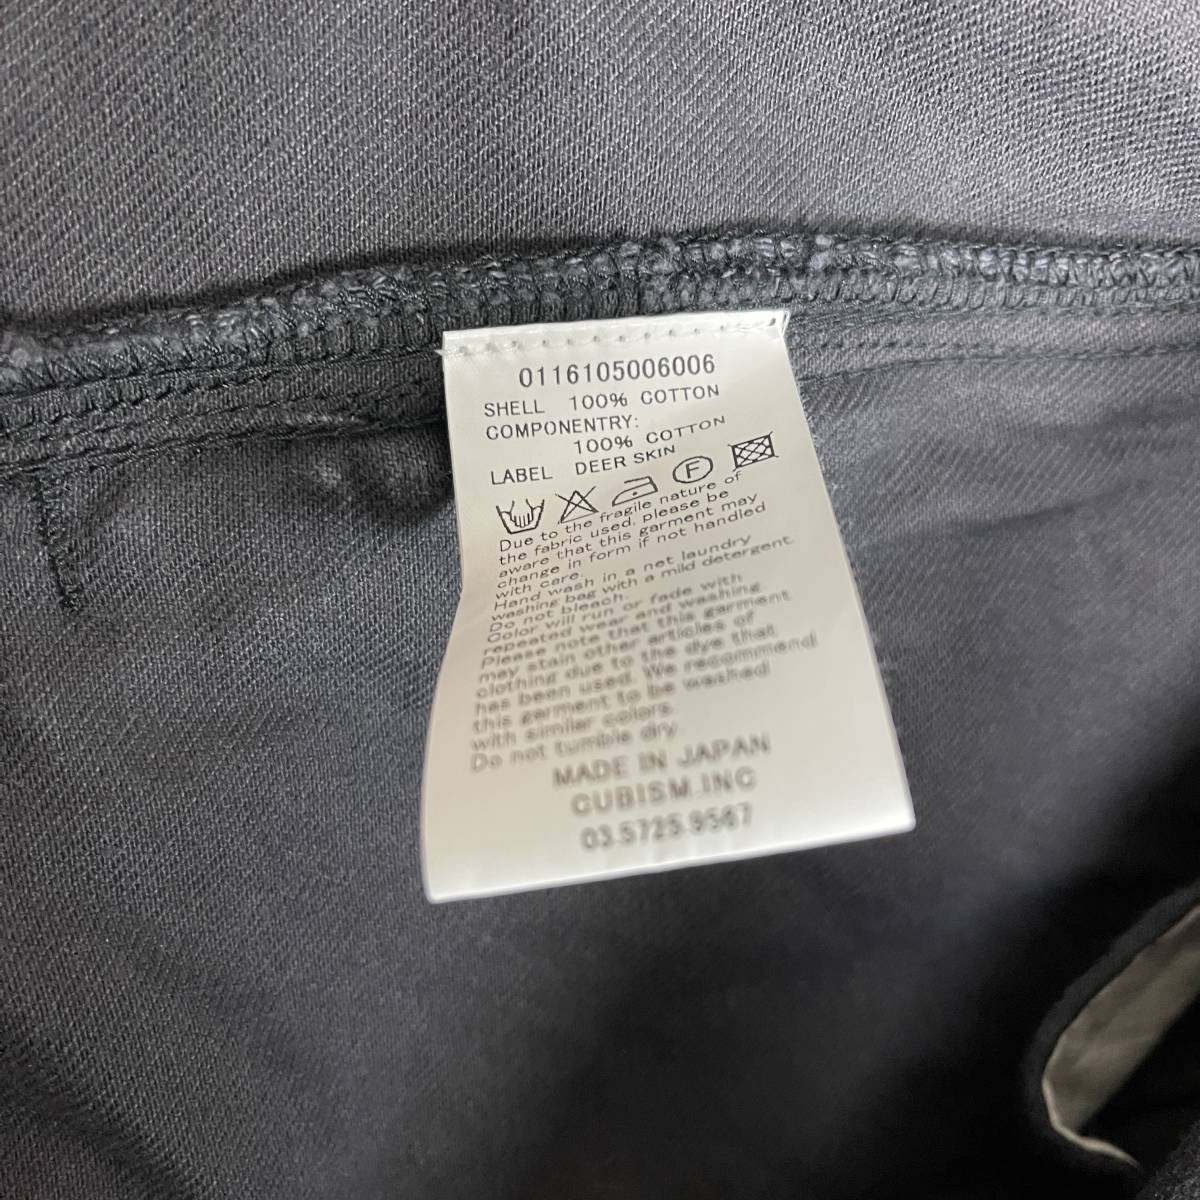 0116105006006
SHELL 100% COTTON
COMPONENTRY:
100% COTTON
LABEL DEER SKIN
F
Due to the fragile nature of
the fabric used, please be
aware that this garment may
change in form if not handled
with care.
Hand wash in a net laundry
washing bag with a mild detergent.
Do not bleach.
Color will run or fade with
repeated wear and washing.
Please note that this garment
may stain other articles of
clothing due to the dye that
has been used. We recommend
this garment to be washed
with similar colors.
Do not tumble dry.
MADE IN JAPAN
CUBISM.INC
03.5725.9567